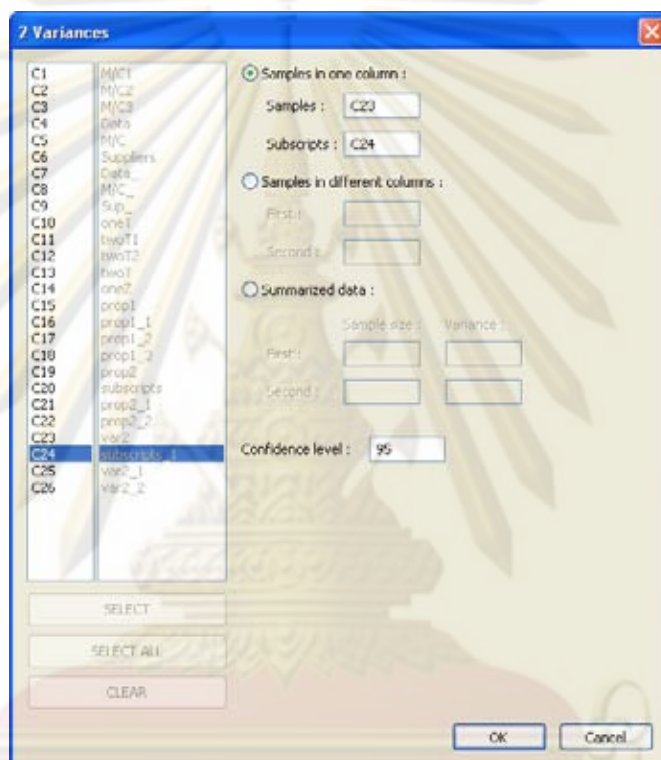 2 Variances
C1 M/C1
C2 M/C2
C3 M/C3
C4 Data
C5 M/C
C6 Suppliers
C7 Data_
C8 M/C_
C9 Sup_
C10 oneT
C11 twoT1
C12 twoT2
C13 twoT
C14 oneZ
C15 prop1
C16 prop1_1
C17 prop1_2
C18 prop1_3
C19 prop2
C20 subscripts
C21 prop2_1
C22 prop2_2
C23 var2
C24 subscripts_1
C25 var2_1
C26 var2_2
SELECT
SELECT ALL
CLEAR
Samples in one column :
Samples : C23
Subscripts : C24
Samples in different columns :
First :
Second :
Summarized data :
Sample size : Variance :
First :
Second :
Confidence level : 95
OK Cancel